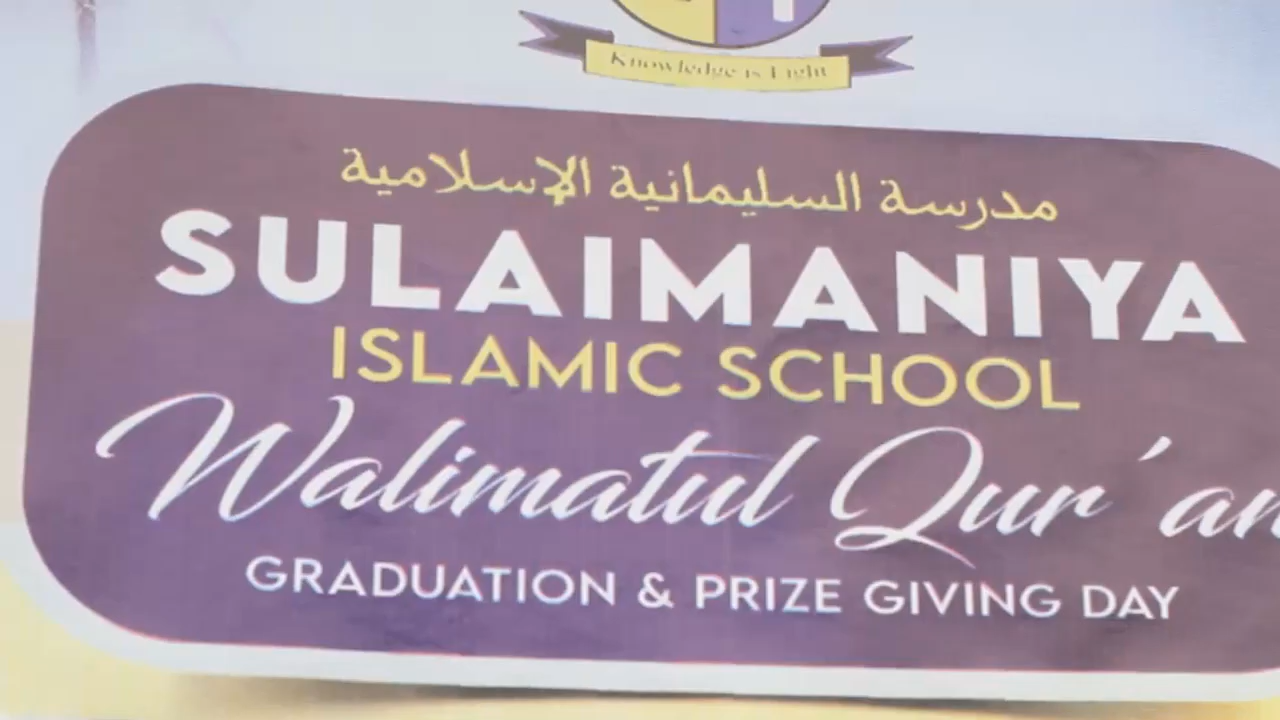 Knowledge is Light
مدرسة السليمانية الإسلامية
SULAIMANIYA
ISLAMIC SCHOOL
Walimatul Qur'an
GRADUATION & PRIZE GIVING DAY